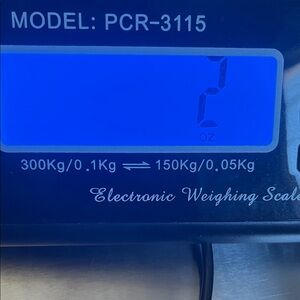 MODEL: PCR-3115
2
OZ
300Kg/0.1Kg ⇌ 150Kg/0.05Kg
Electronic Weighing Scale